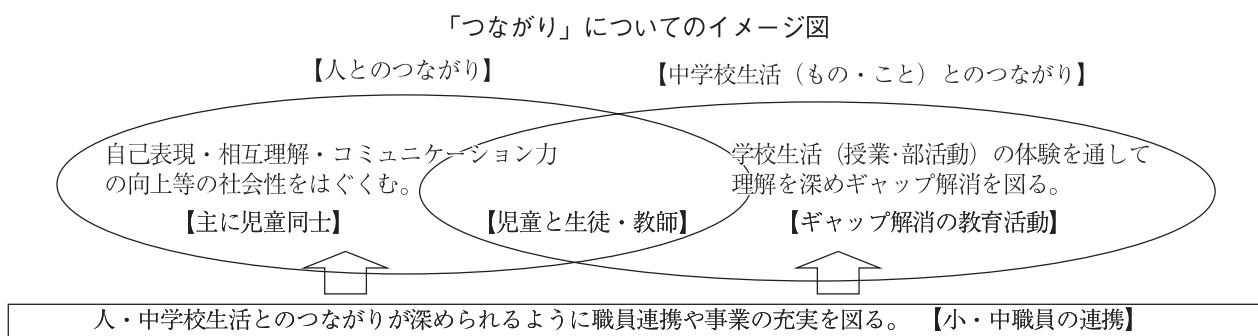 「つながり」についてのイメージ図
【人とのつながり】
【中学校生活（もの・こと）とのつながり】
自己表現・相互理解・コミュニケーション力
の向上等の社会性をはぐくむ。
【主に児童同士】
【児童と生徒・教師】
学校生活（授業・部活動）の体験を通して
理解を深めギャップ解消を図る。
【ギャップ解消の教育活動】
人・中学校生活とのつながりが深められるように職員連携や事業の充実を図る。 【小・中職員の連携】